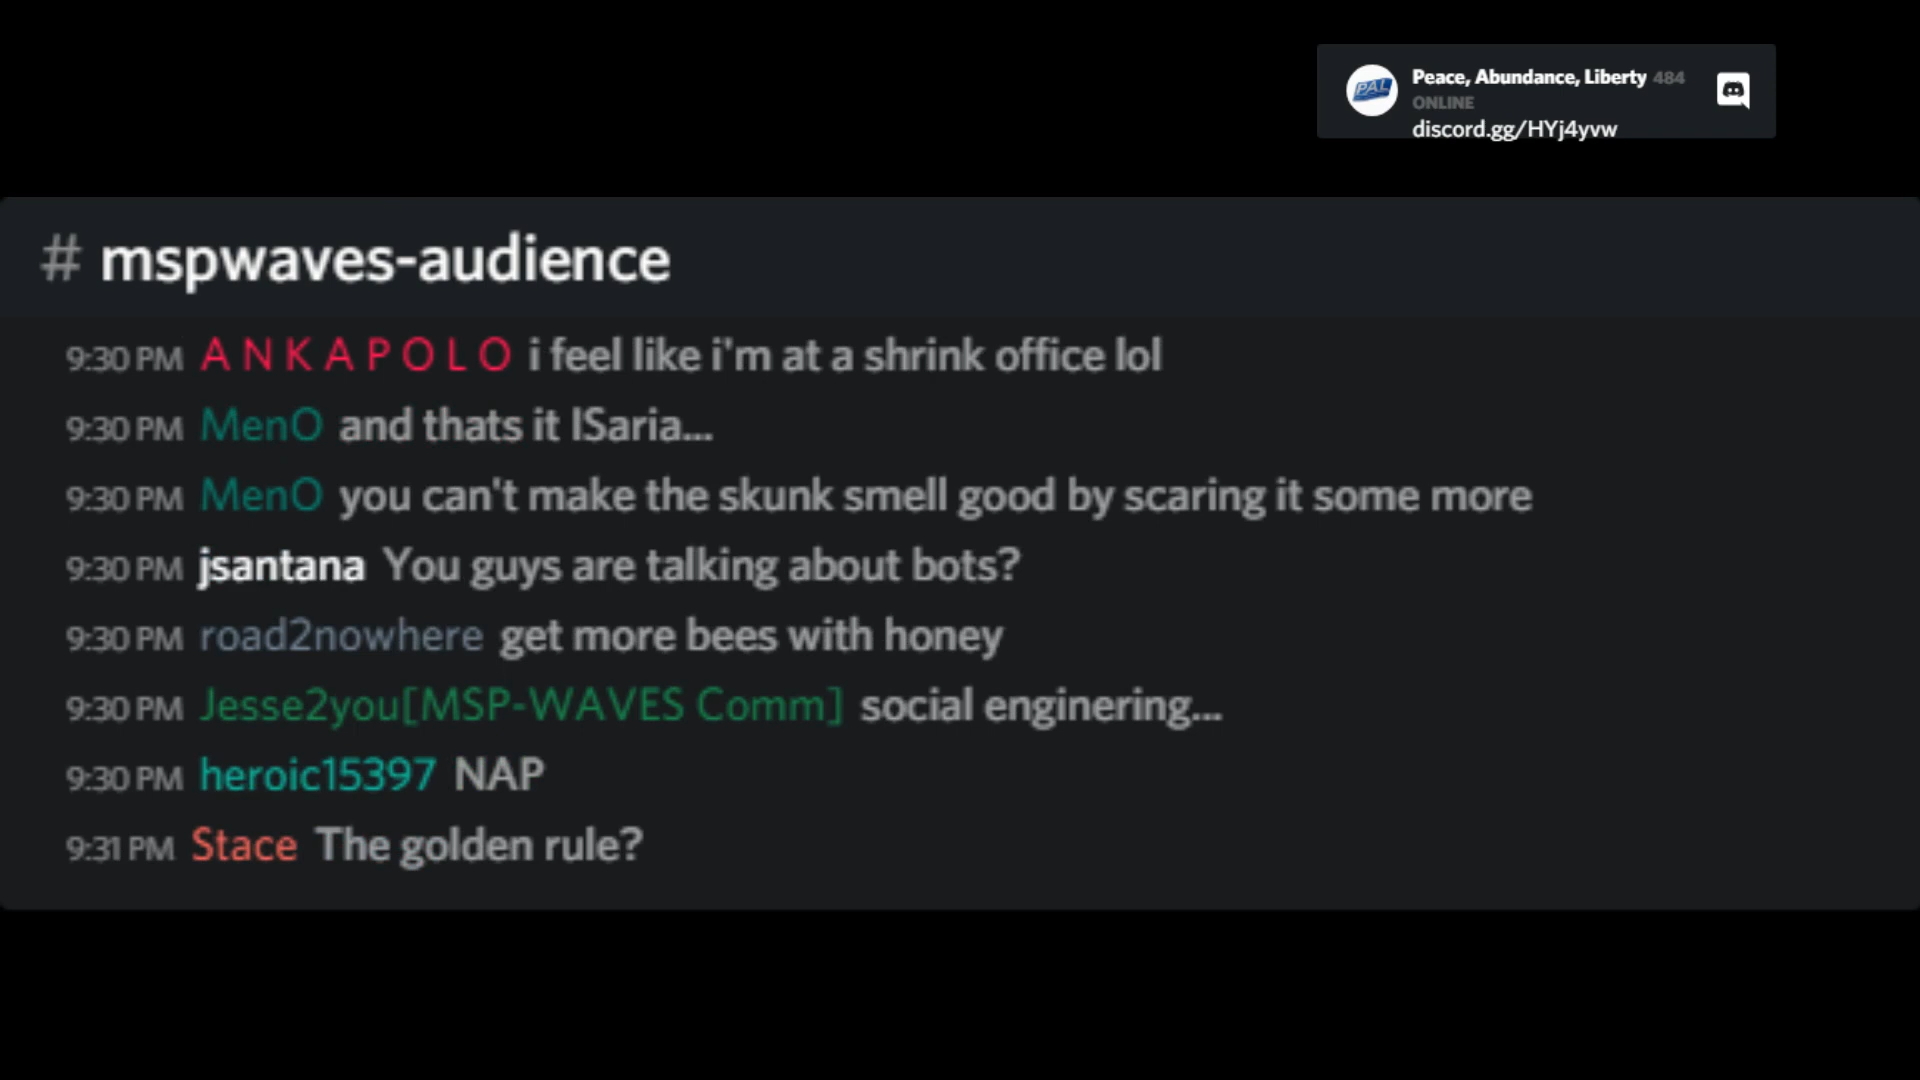 PAL
Peace, Abundance, Liberty 484
ONLINE
discord.gg/HYj4yvw
# mspwaves-audience
9:30 PM A N K A P O L O i feel like i'm at a shrink office lol
9:30 PM MenO and thats it ISaria...
9:30 PM MenO you can't make the skunk smell good by scaring it some more
9:30 PM jsantana You guys are talking about bots?
9:30 PM road2nowhere get more bees with honey
9:30 PM Jesse2you[MSP-WAVES Comm] social enginering...
9:30 PM heroic15397 NAP
9:31 PM Stace The golden rule?